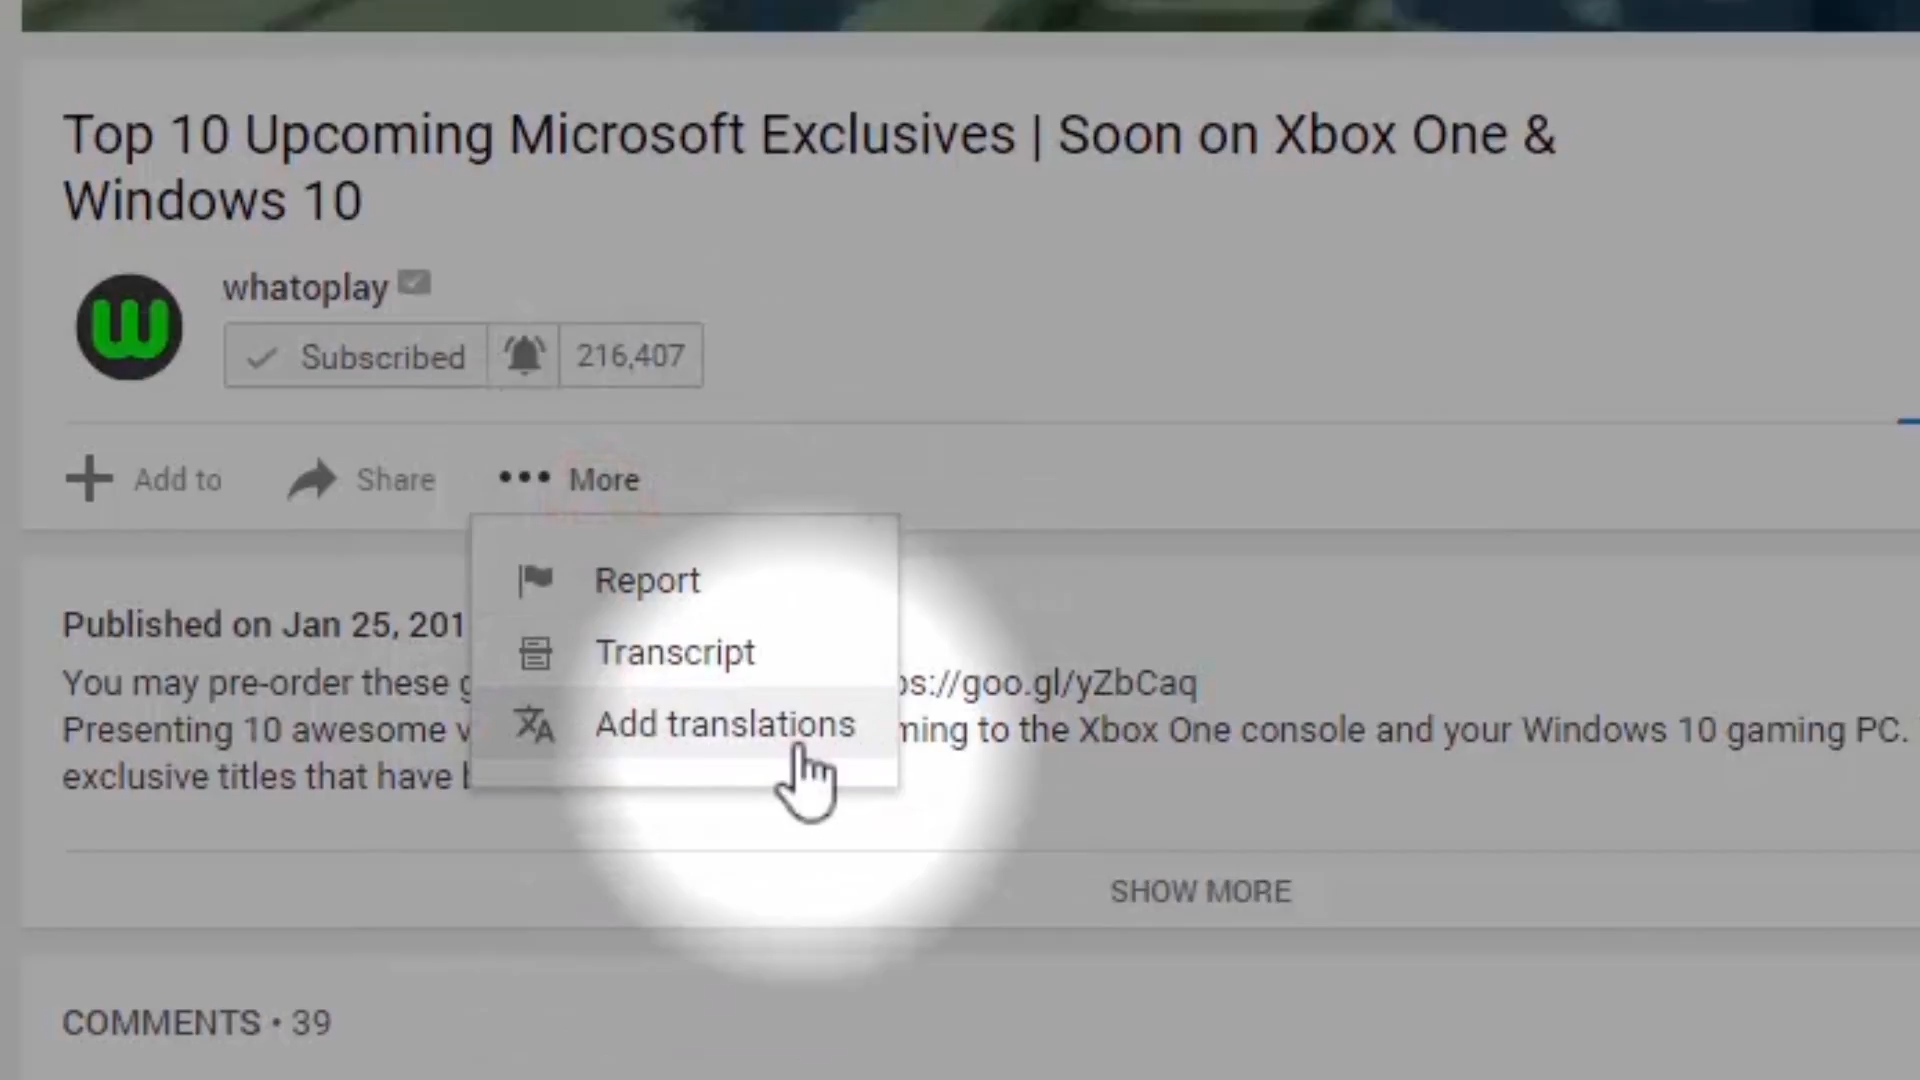 Top 10 Upcoming Microsoft Exclusives | Soon on Xbox One &
Windows 10
whatoplay
Subscribed 216,407
Add to Share More
Report
Transcript
Add translations
Published on Jan 25, 201
You may pre-order these ://goo.gl/yZbCaq
Presenting 10 awesome to the Xbox One console and your Windows 10 gaming PC.
exclusive titles that have
SHOW MORE
COMMENTS • 39